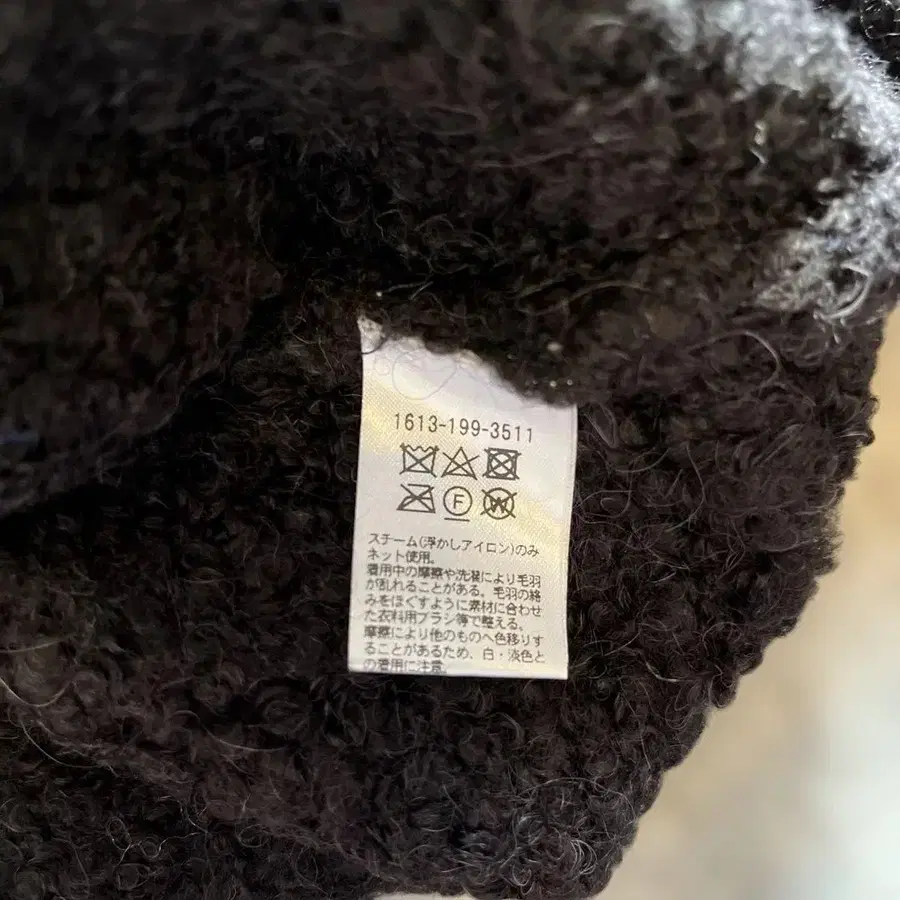 1613-199-3511
F
W
スチーム(浮かしアイロン)のみ
ネット使用。
着用中の摩擦や洗濯により毛羽
が乱れることがある。毛羽の絡
みをほぐすように素材に合わせ
た衣料用ブラシ等で整える。
摩擦により他のものへ色移りす
ることがあるため、白・淡色と
の着用に注意。